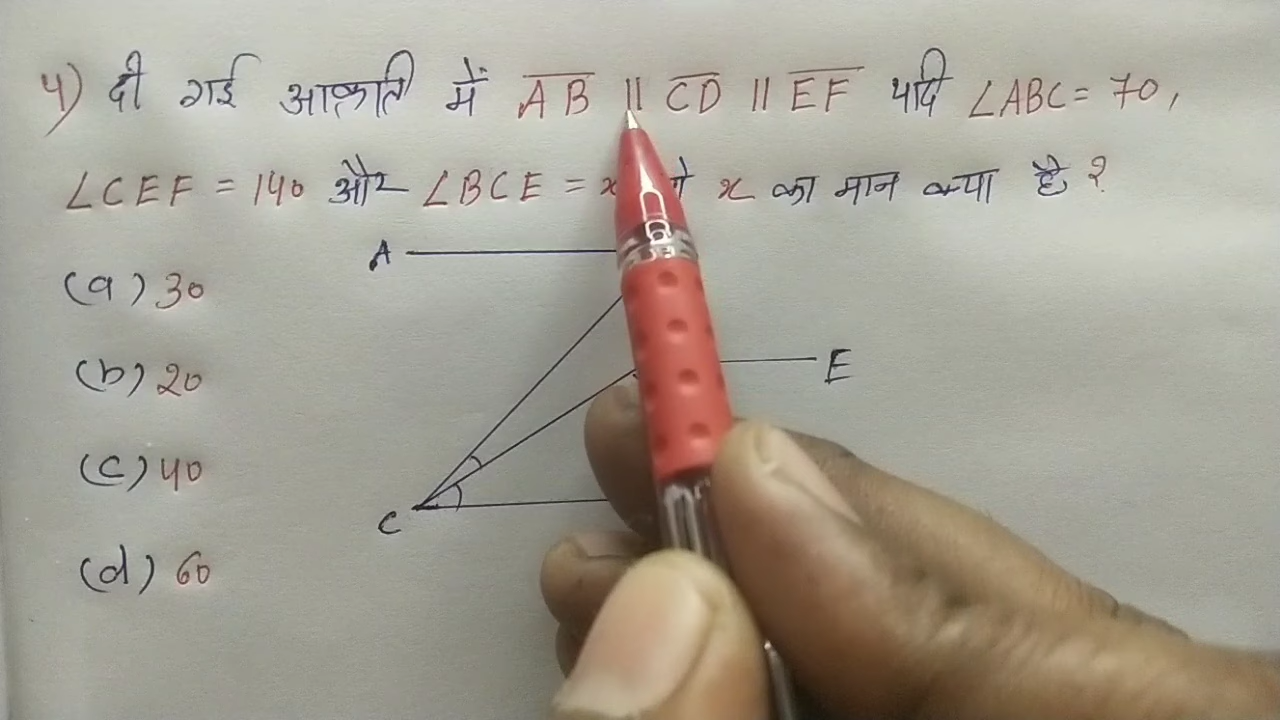 4) दी गई आकृति में AB || CD || EF यदि ∠ABC = 70,
∠CEF = 140 और ∠BCE = x का मान क्या है ?
A
(a) 30
(b) 20
E
(c) 40
C
(d) 60